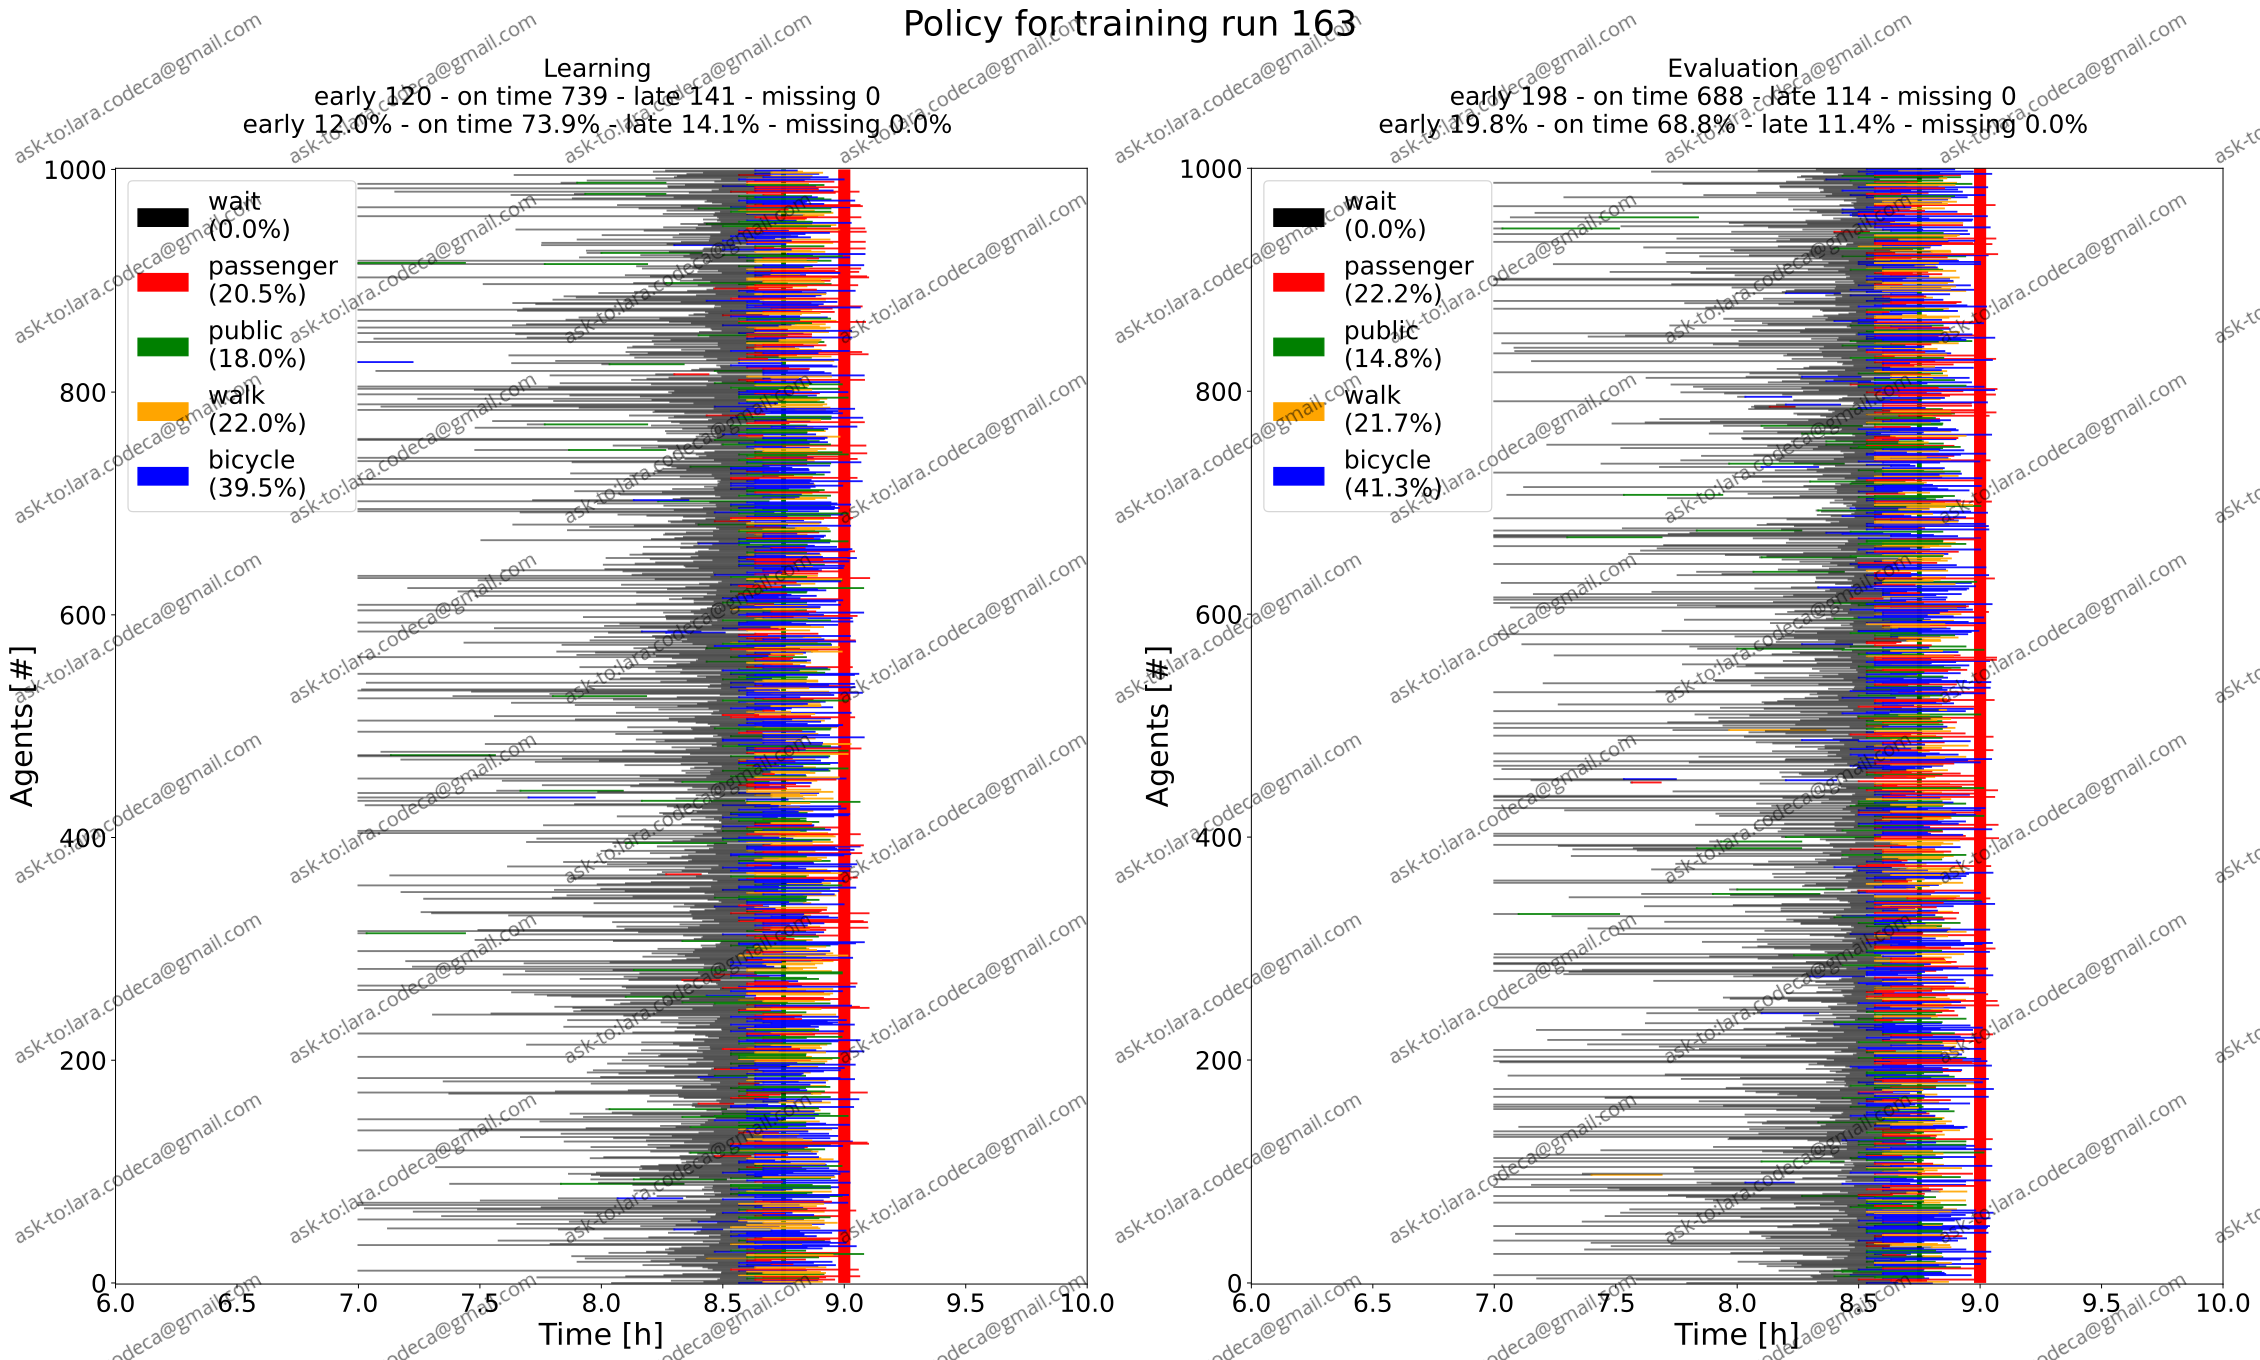 Policy for training run 163
Learning
early 120 - on time 739 - late 141 - missing 0
early 12.0% - on time 73.9% - late 14.1% - missing 0.0%
1000
800
600
400
200
0
Agents [#]
wait
(0.0%)
passenger
(20.5%)
public
(18.0%)
walk
(22.0%)
bicycle
(39.5%)
6.0 6.5 7.0 7.5 8.0 8.5 9.0 9.5 10.0
Time [h]
Evaluation
early 198 - on time 688 - late 114 - missing 0
early 19.8% - on time 68.8% - late 11.4% - missing 0.0%
1000
800
600
400
200
0
Agents [#]
wait
(0.0%)
passenger
(22.2%)
public
(14.8%)
walk
(21.7%)
bicycle
(41.3%)
6.0 6.5 7.0 7.5 8.0 8.5 9.0 9.5 10.0
Time [h]
ask-to:lara.codeca@gmail.com